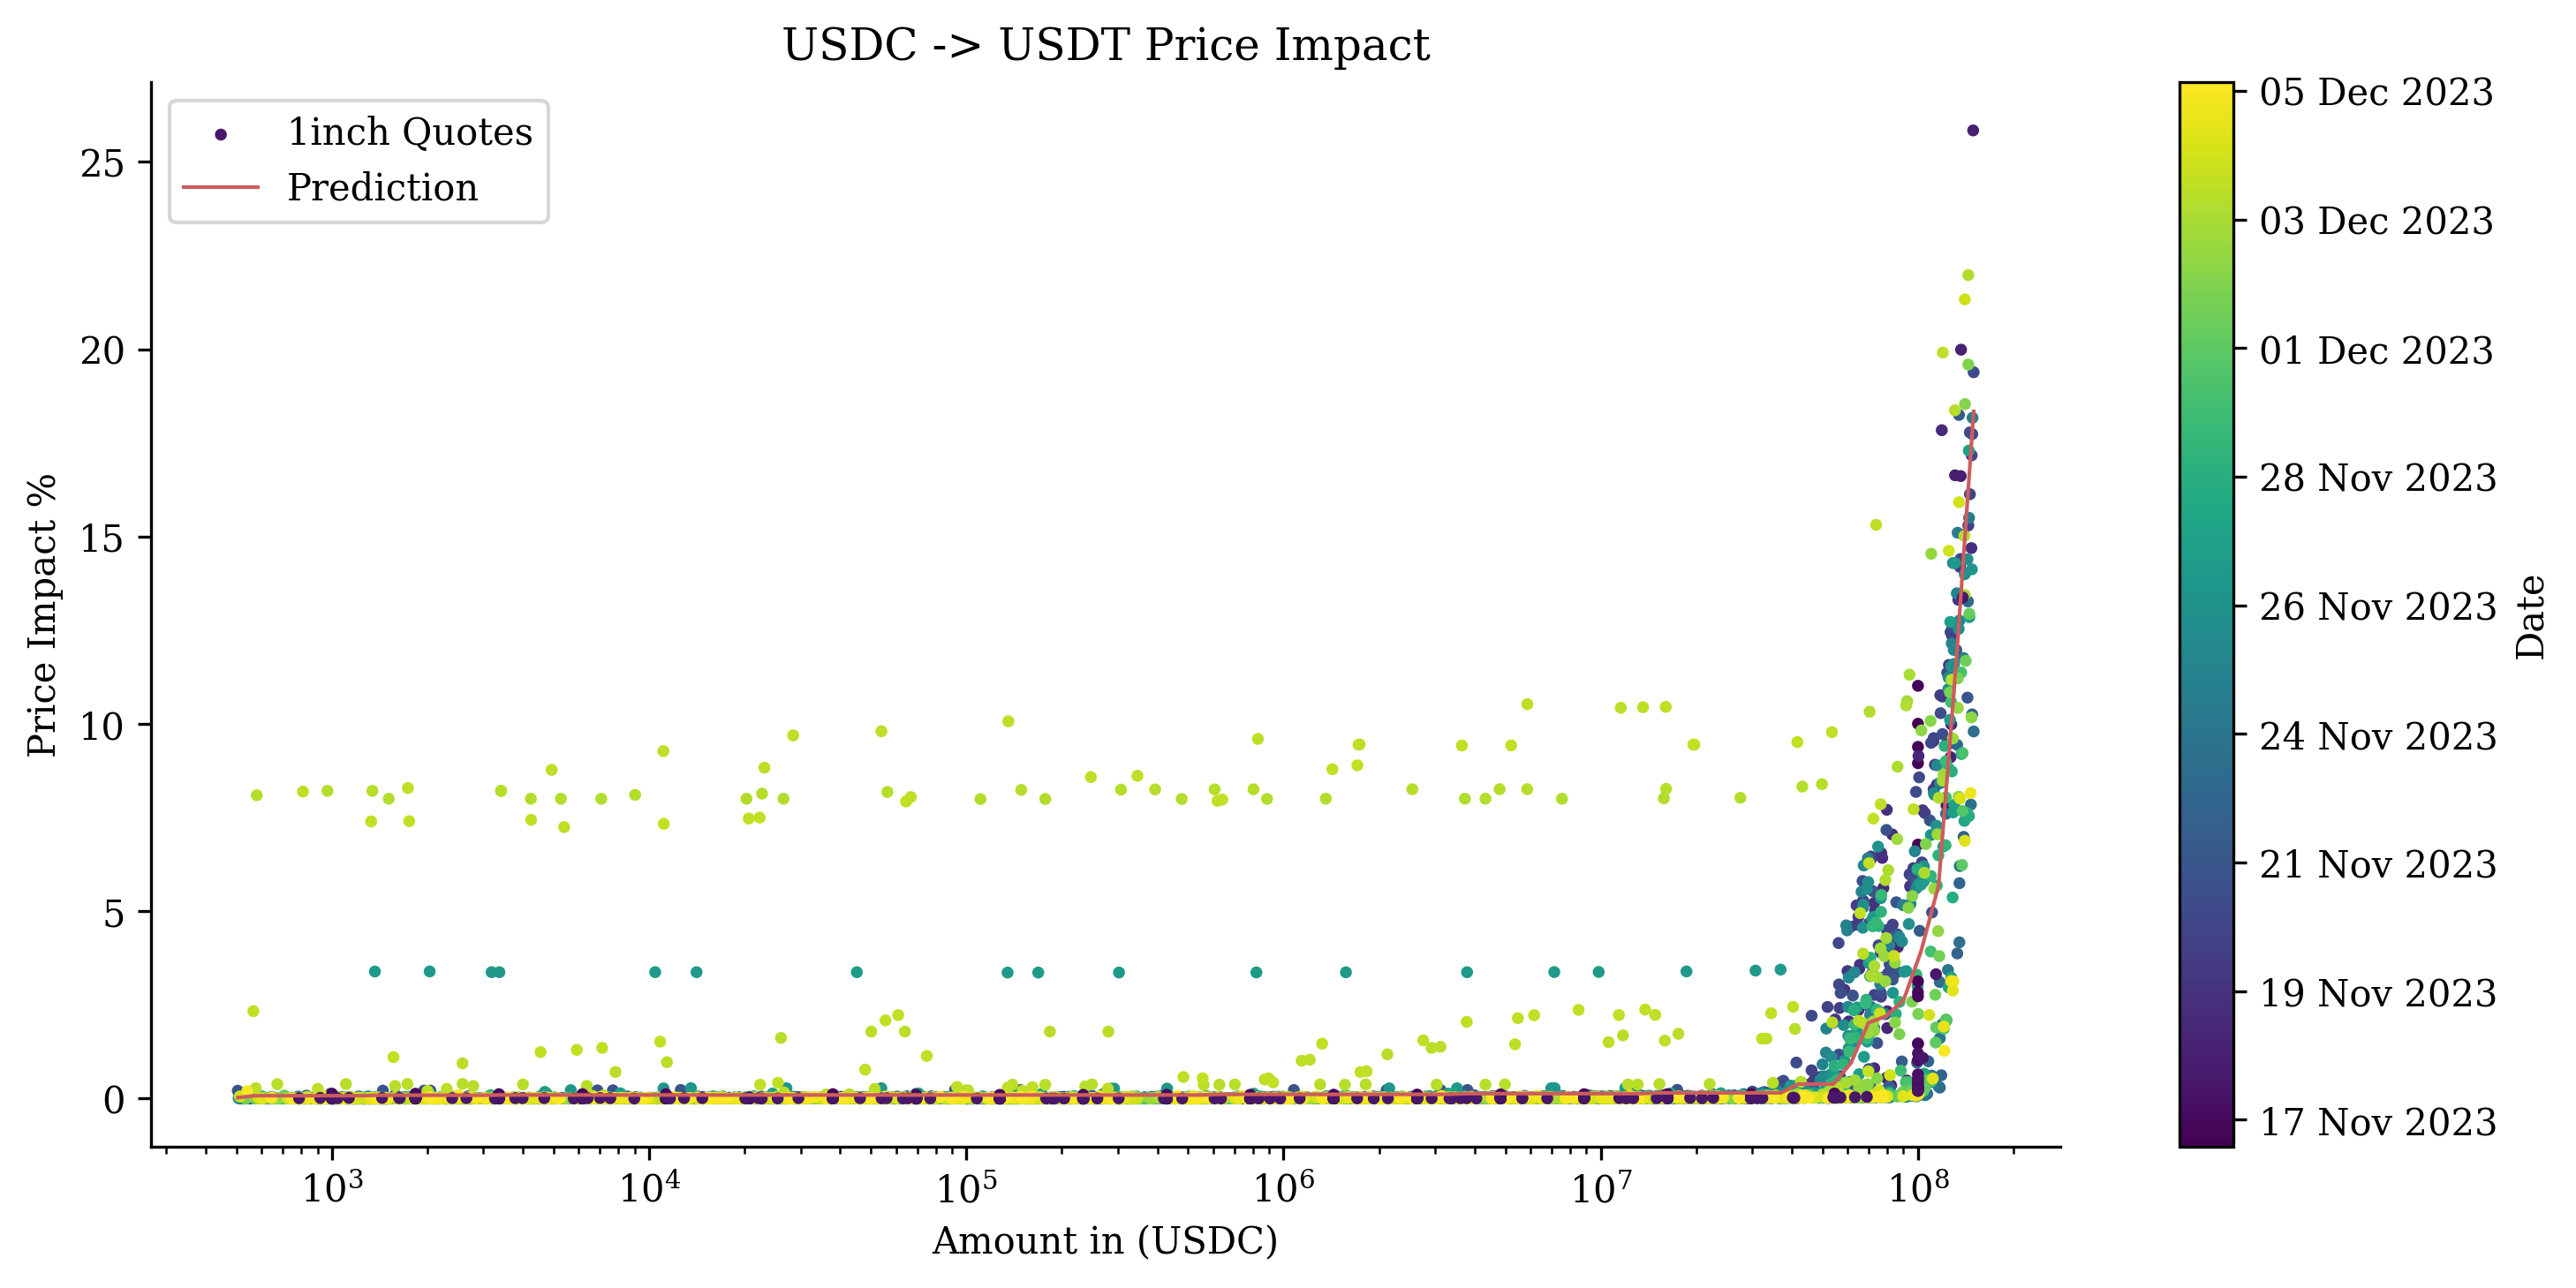 USDC -> USDT Price Impact
1inch Quotes
Prediction
Price Impact %
25
20
15
10
5
0
10³
10⁴
10⁵
10⁶
10⁷
10⁸
Amount in (USDC)
05 Dec 2023
03 Dec 2023
01 Dec 2023
28 Nov 2023
26 Nov 2023
24 Nov 2023
21 Nov 2023
19 Nov 2023
17 Nov 2023
Date